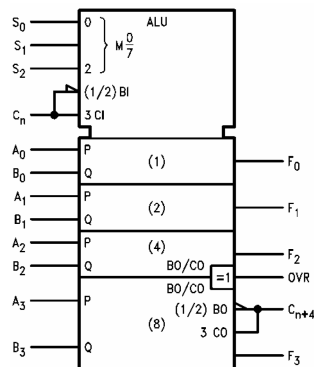 S0 0 ALU
S1 M 0/7
S2 2
(1/2) BI
Cn 3 CI
A0 P
(1) F0
B0 Q
A1 P
(2) F1
B1 Q
A2 P
(4) F2
B2 Q BO/CO
=1 OVR
BO/CO
A3 P (1/2) BO Cn+4
(8) 3 CO
B3 Q F3